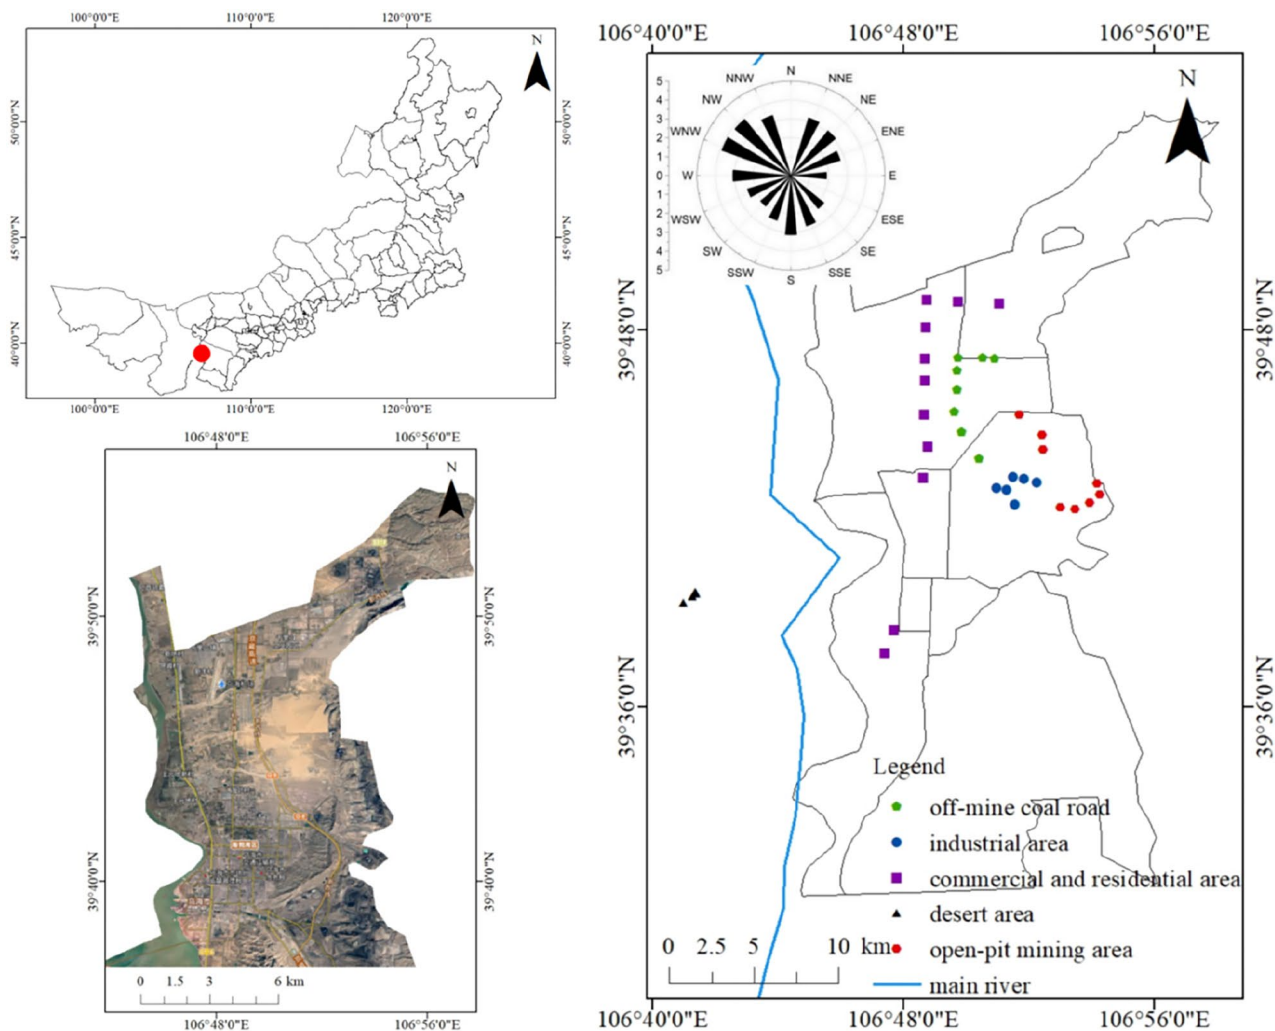 100°0'0"E 110°0'0"E 120°0'0"E
N
50°0'0"N 50°0'0"N
45°0'0"N 45°0'0"N
40°0'0"N 40°0'0"N
100°0'0"E 110°0'0"E 120°0'0"E
106°48'0"E 106°56'0"E
N
39°50'0"N 39°50'0"N
39°40'0"N 39°40'0"N
0 1.5 3 6 km
106°48'0"E 106°56'0"E
106°40'0"E 106°48'0"E 106°56'0"E
N
NNW NNE
NW NE
WNW ENE
W E
WSW ESE
SW SE
SSW SSE
S
5
4
3
2
1
0
1
2
3
4
5
N
39°48'0"N 39°48'0"N
39°36'0"N 39°36'0"N
Legend
off-mine coal road
industrial area
commercial and residential area
desert area
open-pit mining area
main river
0 2.5 5 10 km
106°40'0"E 106°48'0"E 106°56'0"E